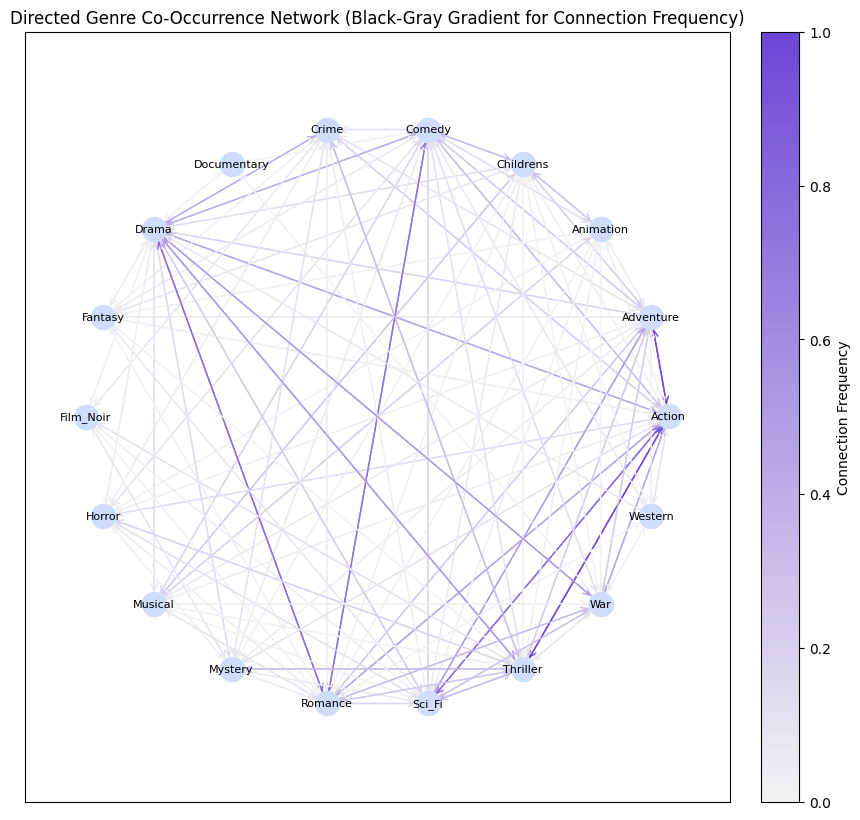 Directed Genre Co-Occurrence Network (Black-Gray Gradient for Connection Frequency)
Crime
Comedy
Documentary
Childrens
Drama
Animation
Fantasy
Adventure
Film_Noir
Action
Horror
Western
Musical
War
Mystery
Thriller
Romance
Sci_Fi
1.0
0.8
0.6
0.4
0.2
0.0
Connection Frequency